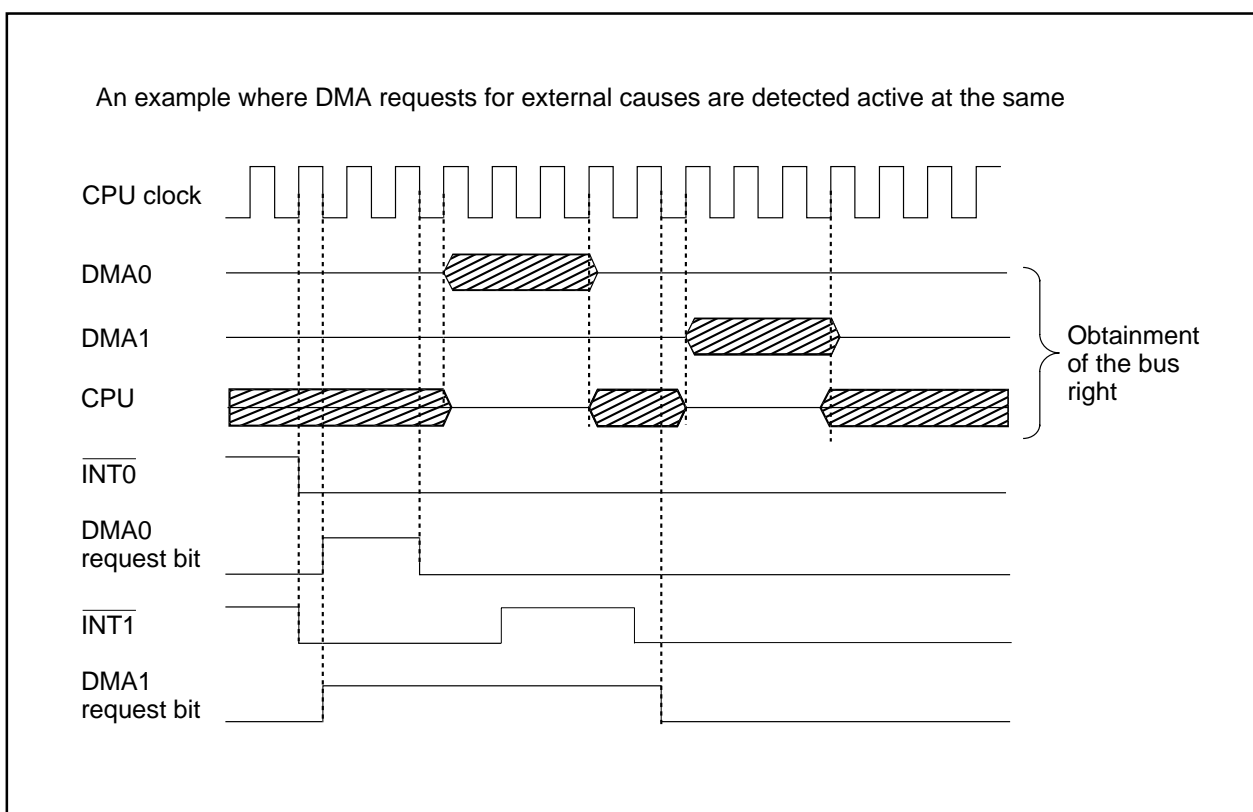 An example where DMA requests for external causes are detected active at the same
CPU clock
DMA0
DMA1
CPU
Obtainment
of the bus
right
INT0
DMA0
request bit
INT1
DMA1
request bit